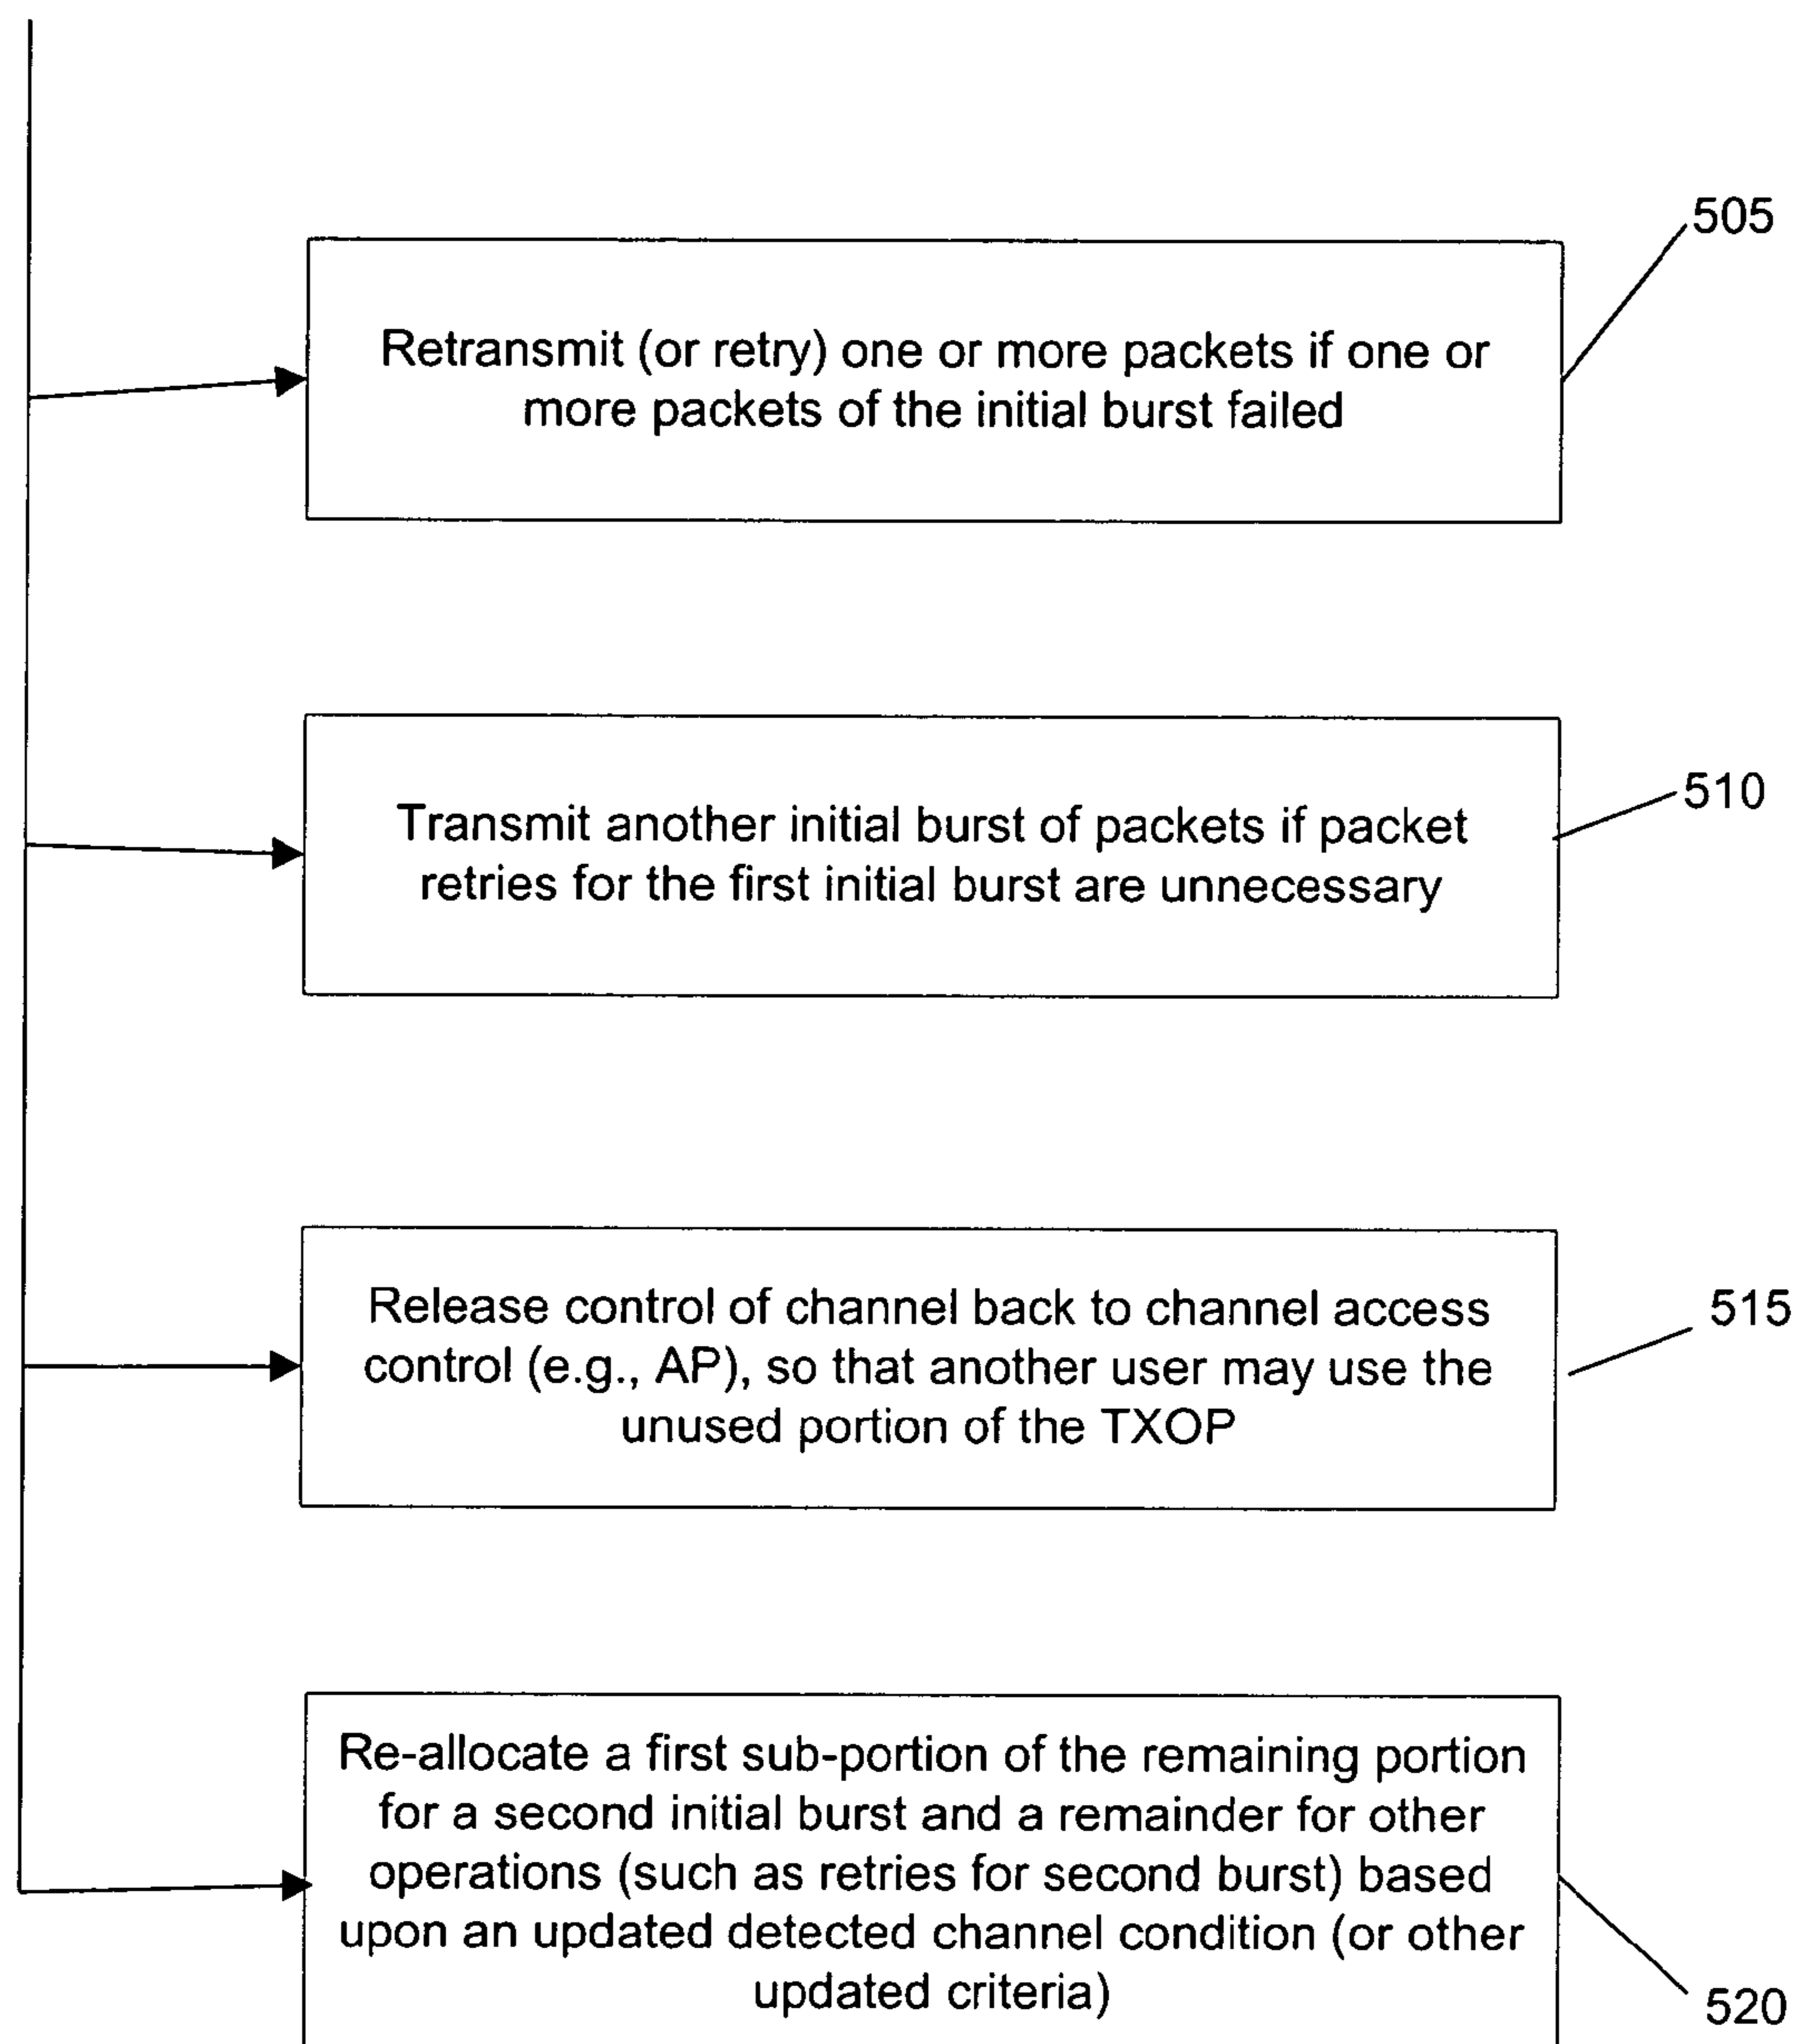 505
Retransmit (or retry) one or more packets if one or
more packets of the initial burst failed
510
Transmit another initial burst of packets if packet
retries for the first initial burst are unnecessary
515
Release control of channel back to channel access
control (e.g., AP), so that another user may use the
unused portion of the TXOP
Re-allocate a first sub-portion of the remaining portion
for a second initial burst and a remainder for other
operations (such as retries for second burst) based
upon an updated detected channel condition (or other
updated criteria)
520